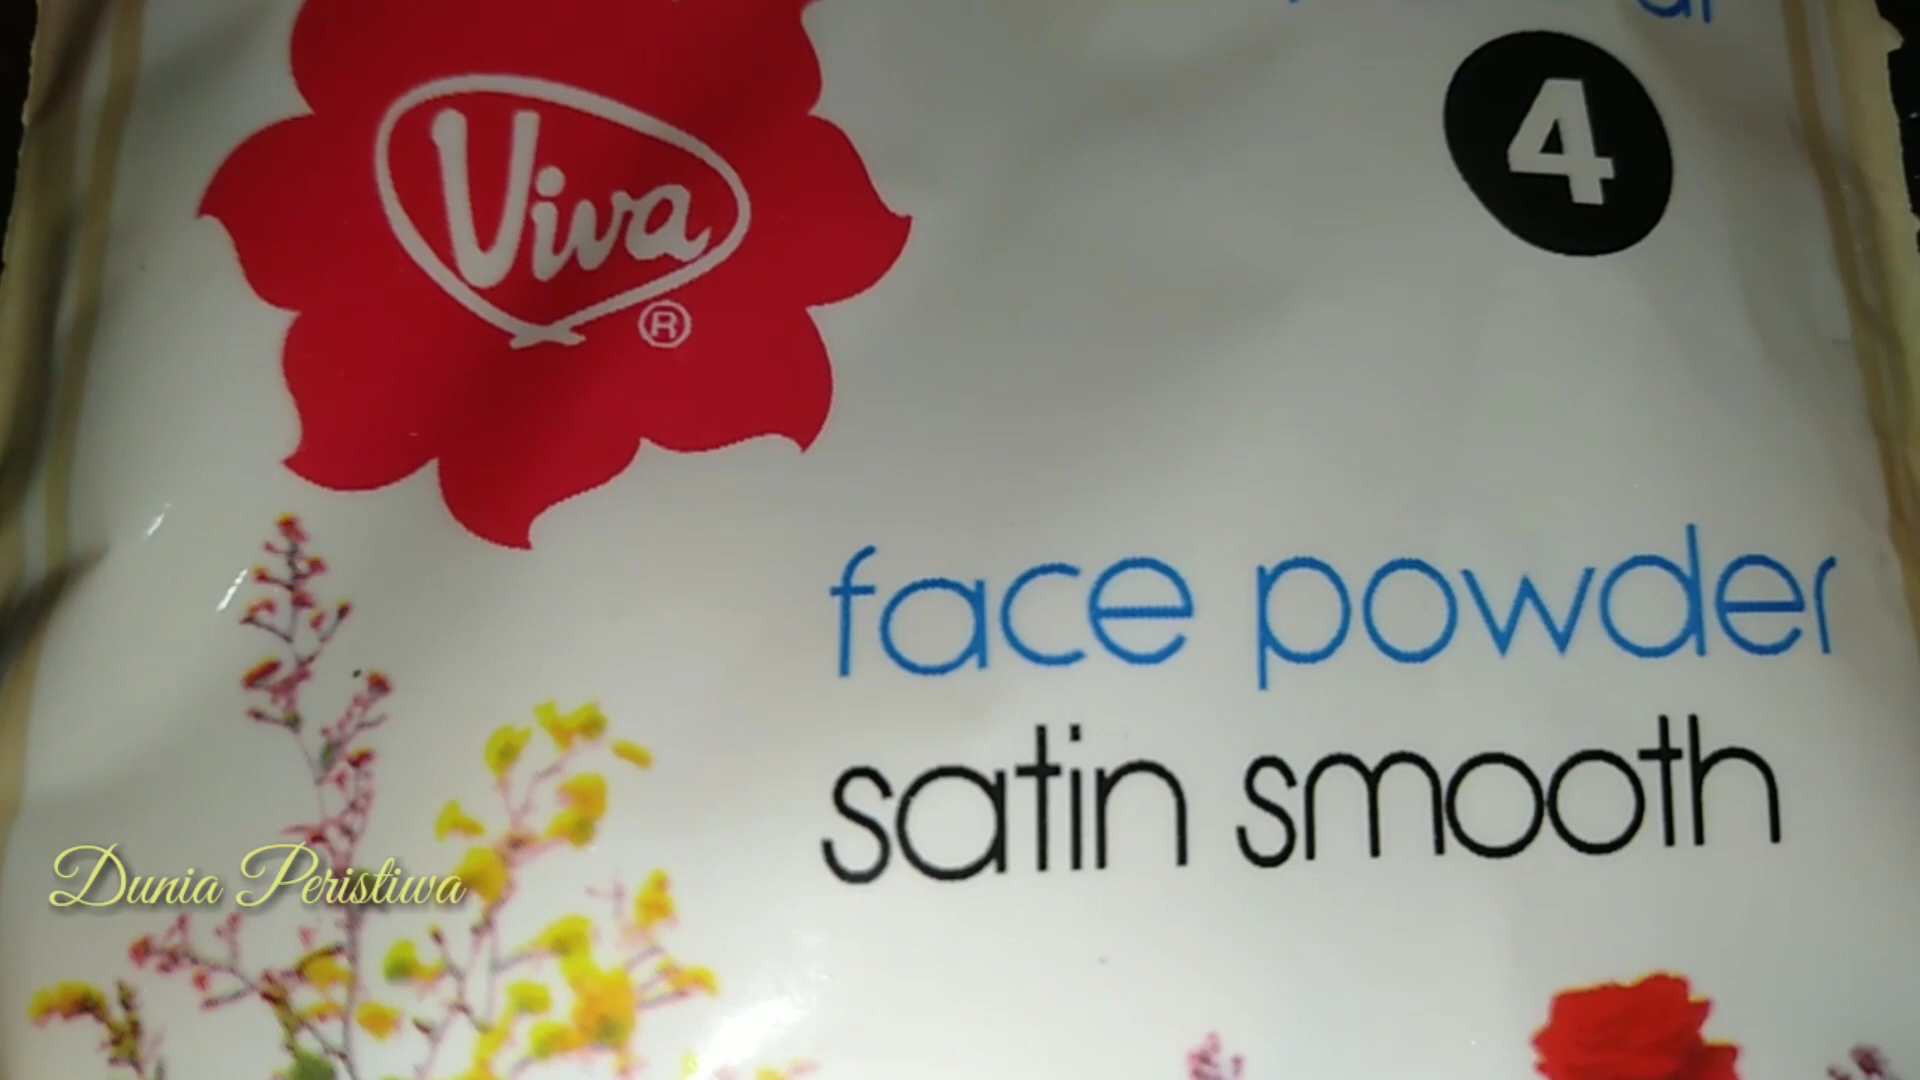 4
Viva
®
face powder
satin smooth
Dunia Peristiwa